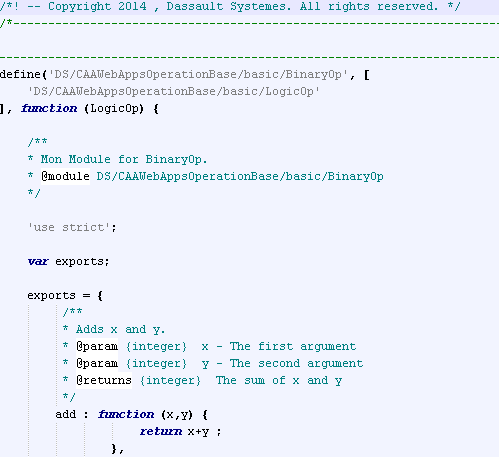 /*! -- Copyright 2014 , Dassault Systemes. All rights reserved. */
/*--------------------------------------------------------------------
--------------------------------------------------------------------
define('DS/CAAWebAppsOperationBase/basic/BinaryOp', [
    'DS/CAAWebAppsOperationBase/basic/LogicOp'
], function (LogicOp) {
    /**
    * Mon Module for BinaryOp.
    * @module DS/CAAWebAppsOperationBase/basic/BinaryOp
    */
    'use strict';
    var exports;
    exports = {
         /**
         * Adds x and y.
         * @param {integer}  x - The first argument
         * @param {integer}  y - The second argument
         * @returns {integer}  The sum of x and y
         */
        add : function (x,y) {
                    return x+y ;
                },